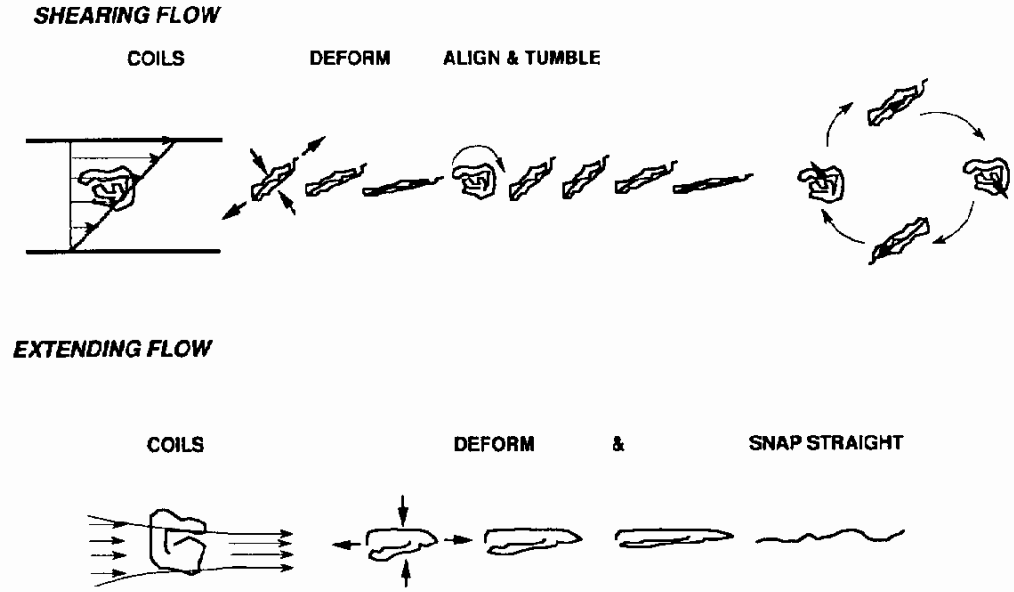 SHEARING FLOW
COILS DEFORM ALIGN & TUMBLE
EXTENDING FLOW
COILS DEFORM & SNAP STRAIGHT